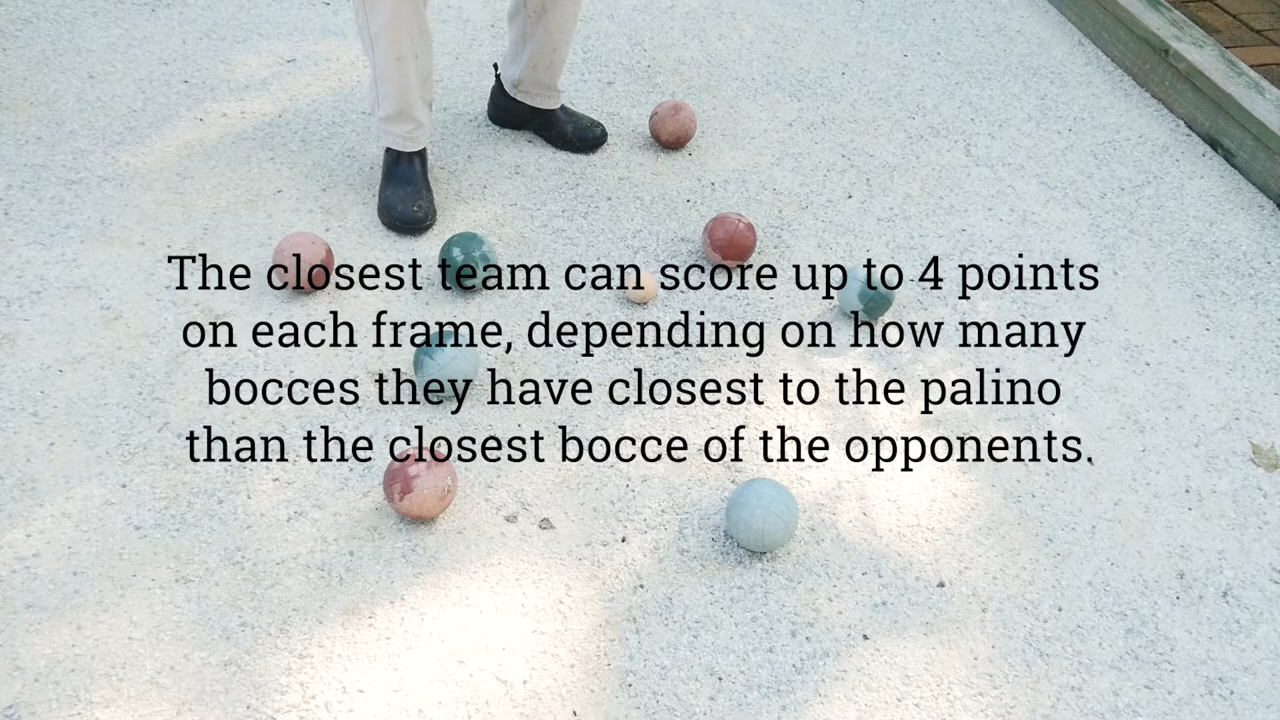 The closest team can score up to 4 points
on each frame, depending on how many
bocces they have closest to the palino
than the closest bocce of the opponents.